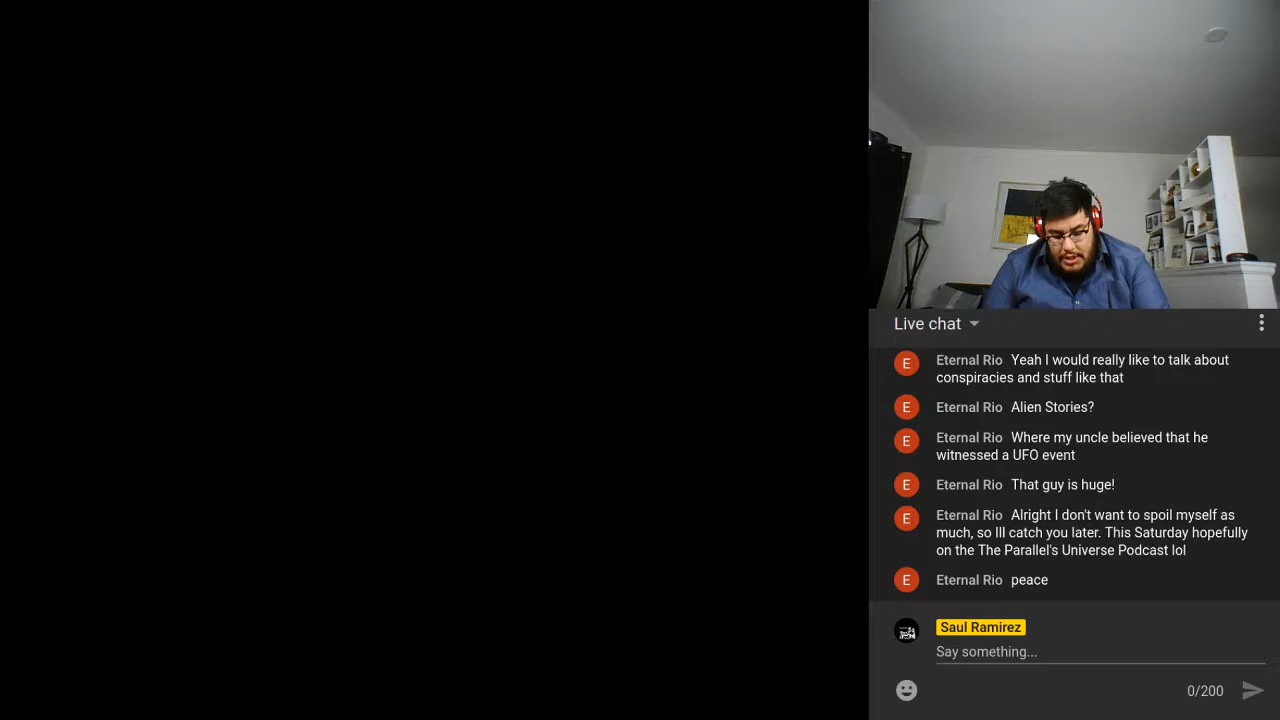 Live chat
E Eternal Rio Yeah I would really like to talk about
conspiracies and stuff like that
E Eternal Rio Alien Stories?
E Eternal Rio Where my uncle believed that he
witnessed a UFO event
E Eternal Rio That guy is huge!
E Eternal Rio Alright I don't want to spoil myself as
much, so Ill catch you later. This Saturday hopefully
on the The Parallel's Universe Podcast lol
E Eternal Rio peace
Saul Ramirez
Say something...
0/200